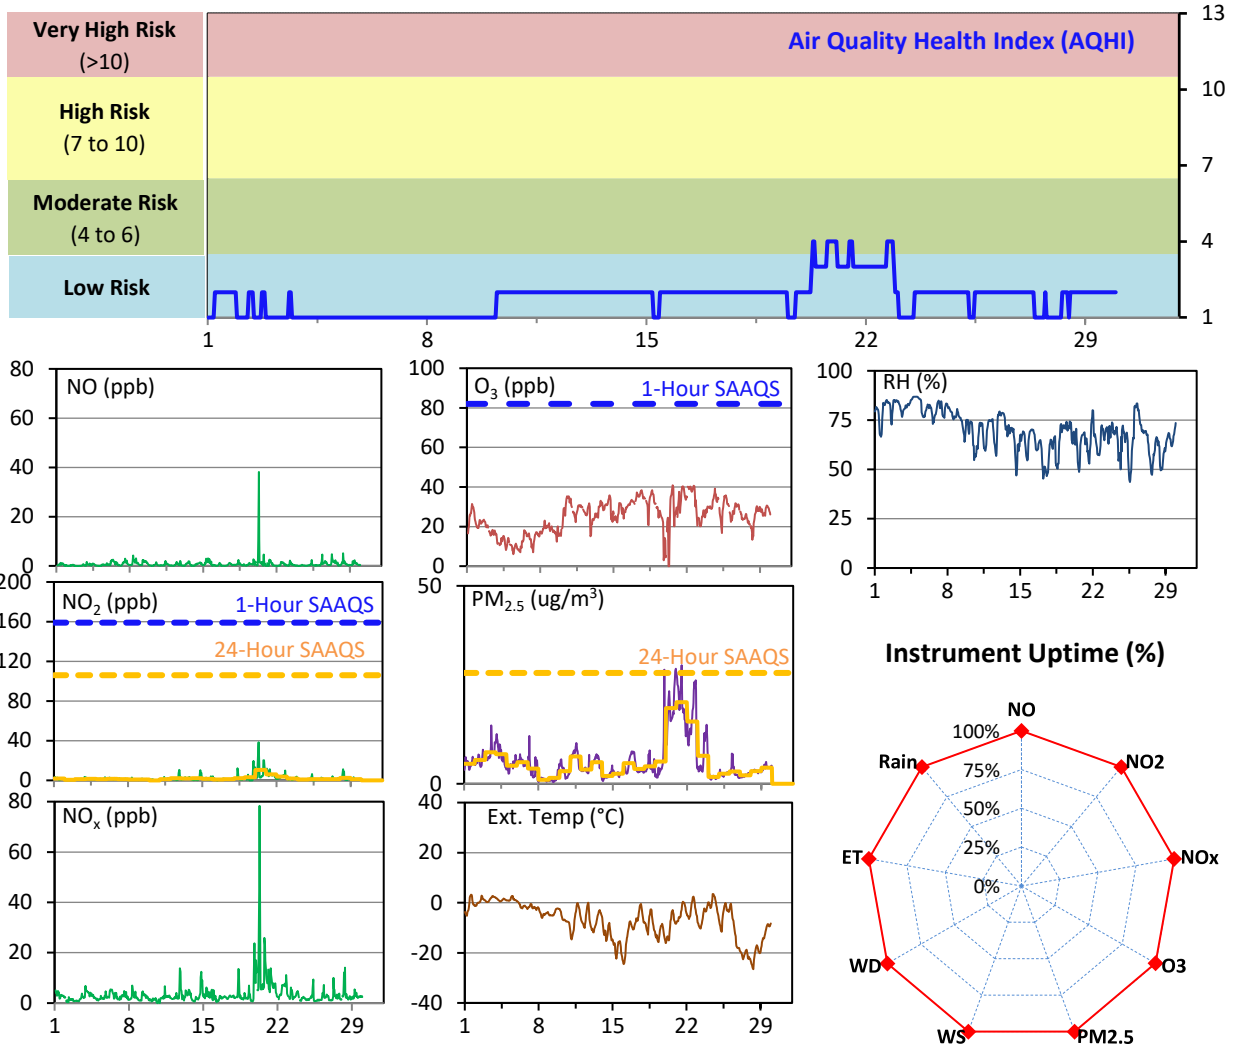 Very High Risk
(>10)
High Risk
(7 to 10)
Moderate Risk
(4 to 6)
Low Risk
Air Quality Health Index (AQHI)
13
10
7
4
1
1 8 15 22 29
NO (ppb)
80
60
40
20
0
O3 (ppb)
1-Hour SAAQS
100
80
60
40
20
0
RH (%)
100
75
50
25
0
1 8 15 22 29
NO2 (ppb)
1-Hour SAAQS
24-Hour SAAQS
200
160
120
100
80
40
0
PM2.5 (ug/m3)
24-Hour SAAQS
50
0
NOx (ppb)
80
60
40
20
0
1 8 15 22 29
Ext. Temp (°C)
40
20
0
-20
-40
1 8 15 22 29
Instrument Uptime (%)
NO
NO2
NOx
O3
PM2.5
WS
WD
ET
Rain
100%
75%
50%
25%
0%